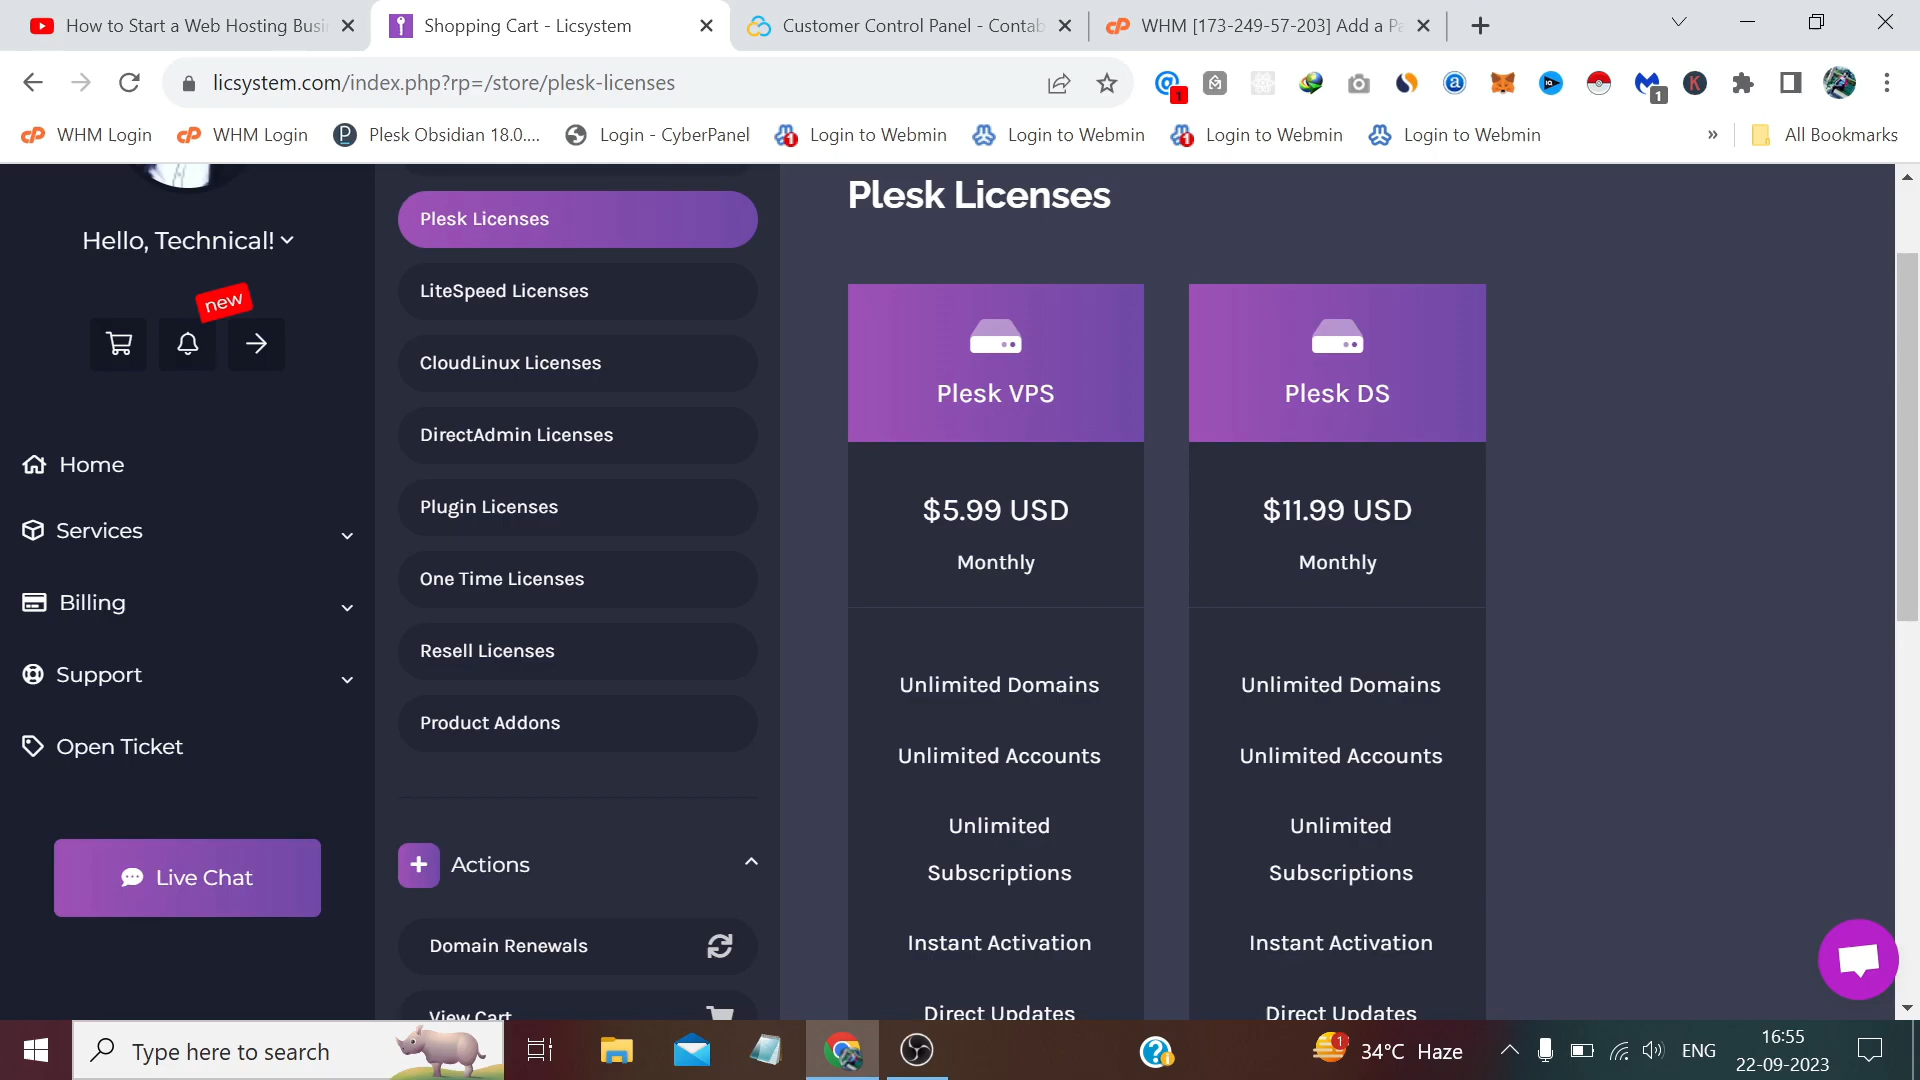 How to Start a Web Hosting Busi
Shopping Cart - Licsystem
Customer Control Panel - Contab
WHM [173-249-57-203] Add a Pa
licsystem.com/index.php?rp=/store/plesk-licenses
1
1
WHM Login
WHM Login
Plesk Obsidian 18.0....
Login - CyberPanel
Login to Webmin
Login to Webmin
Login to Webmin
Login to Webmin
»
All Bookmarks
Hello, Technical!
new
Home
Services
Billing
Support
Open Ticket
Live Chat
Plesk Licenses
LiteSpeed Licenses
CloudLinux Licenses
DirectAdmin Licenses
Plugin Licenses
One Time Licenses
Resell Licenses
Product Addons
Actions
Domain Renewals
View Cart
Plesk Licenses
Plesk VPS
$5.99 USD
Monthly
Unlimited Domains
Unlimited Accounts
Unlimited
Subscriptions
Instant Activation
Direct Updates
Plesk DS
$11.99 USD
Monthly
Unlimited Domains
Unlimited Accounts
Unlimited
Subscriptions
Instant Activation
Direct Updates
Type here to search
1
34°C Haze
ENG
16:55
22-09-2023